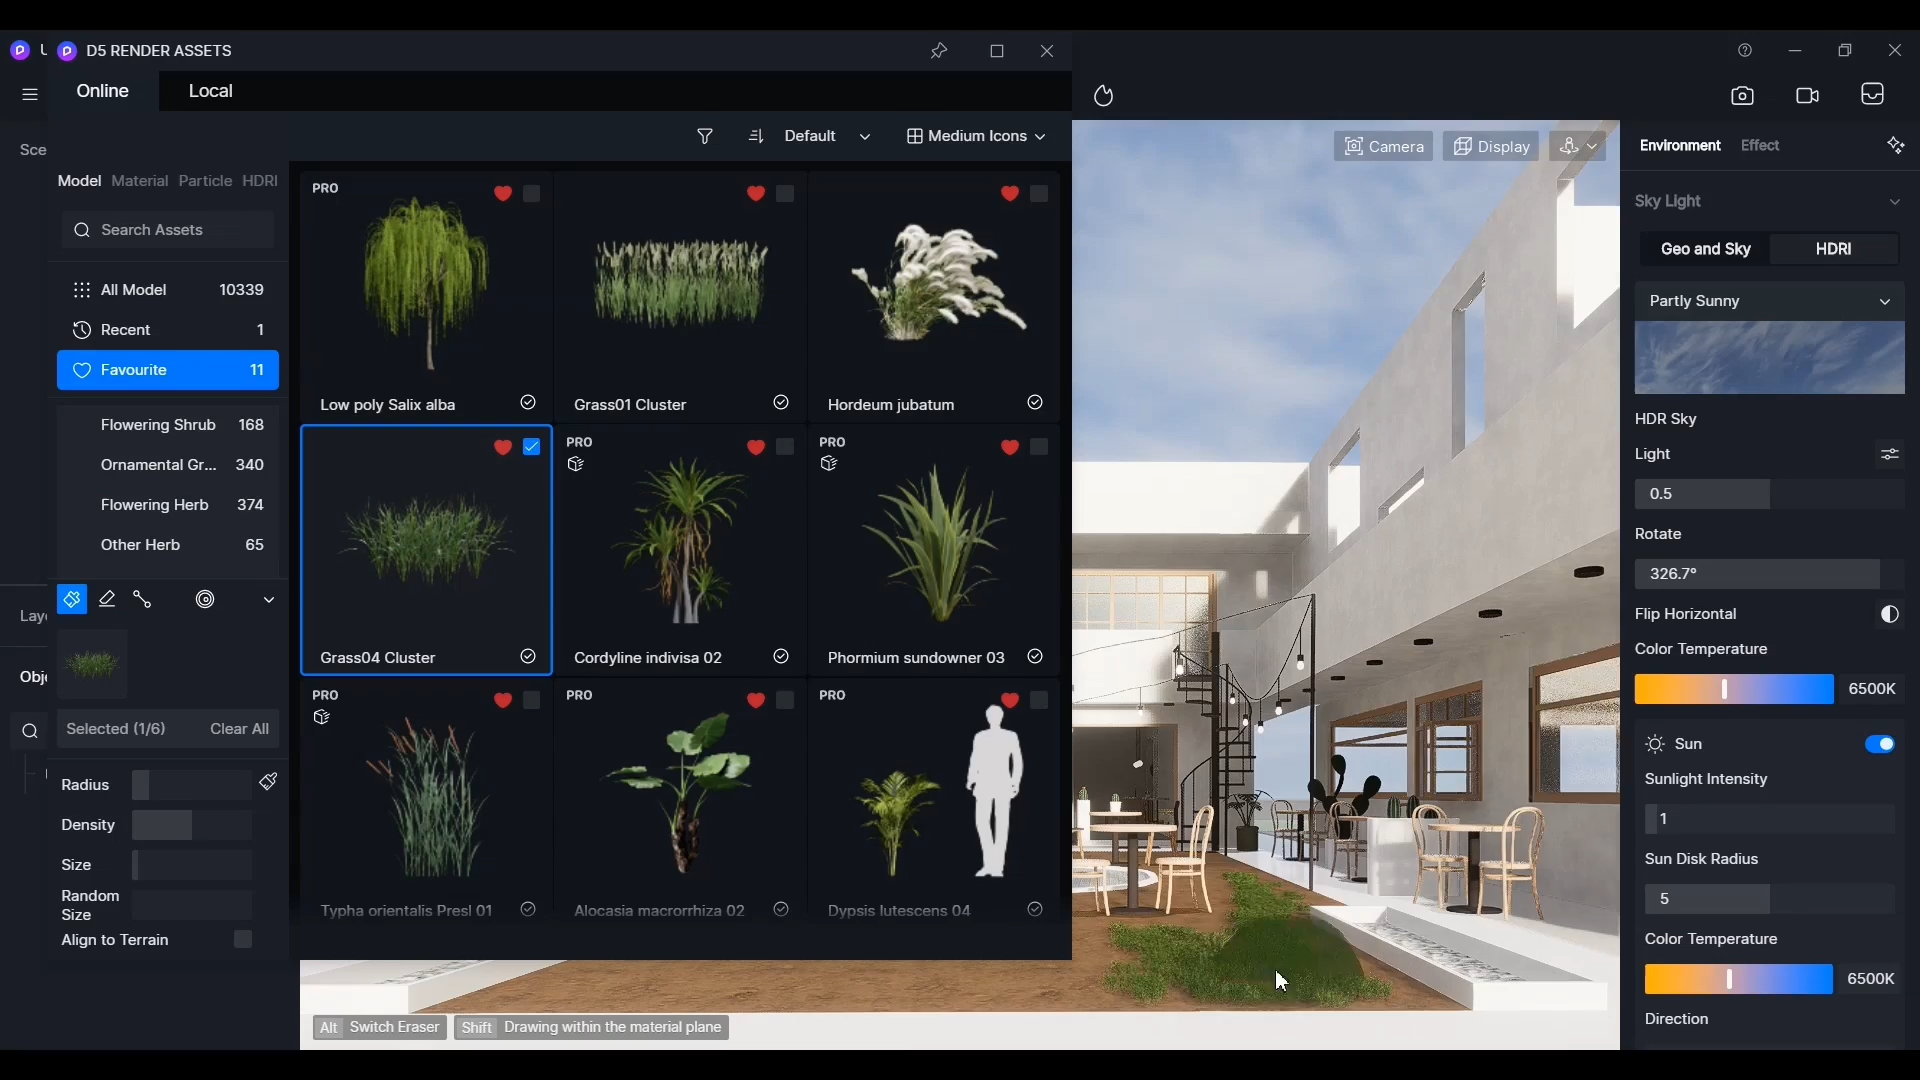 D5 RENDER ASSETS
Online
Local
Default
Medium Icons
Sce
Model Material Particle HDRI
Search Assets
All Model 10339
Recent 1
Favourite 11
Flowering Shrub 168
Ornamental Gr... 340
Flowering Herb 374
Other Herb 65
Lay
Obj
Selected (1/6) Clear All
Radius
Density
Size
Random
Size
Align to Terrain
PRO
Low poly Salix alba
Grass01 Cluster
Hordeum jubatum
Grass04 Cluster
PRO
Cordyline indivisa 02
PRO
Phormium sundowner 03
PRO
Typha orientalis Presl 01
PRO
Alocasia macrorrhiza 02
PRO
Dypsis lutescens 04
Camera
Display
Alt Switch Eraser
Shift Drawing within the material plane
Environment Effect
Sky Light
Geo and Sky HDRI
Partly Sunny
HDR Sky
Light
0.5
Rotate
326.7°
Flip Horizontal
Color Temperature
6500K
Sun
Sunlight Intensity
1
Sun Disk Radius
5
Color Temperature
6500K
Direction